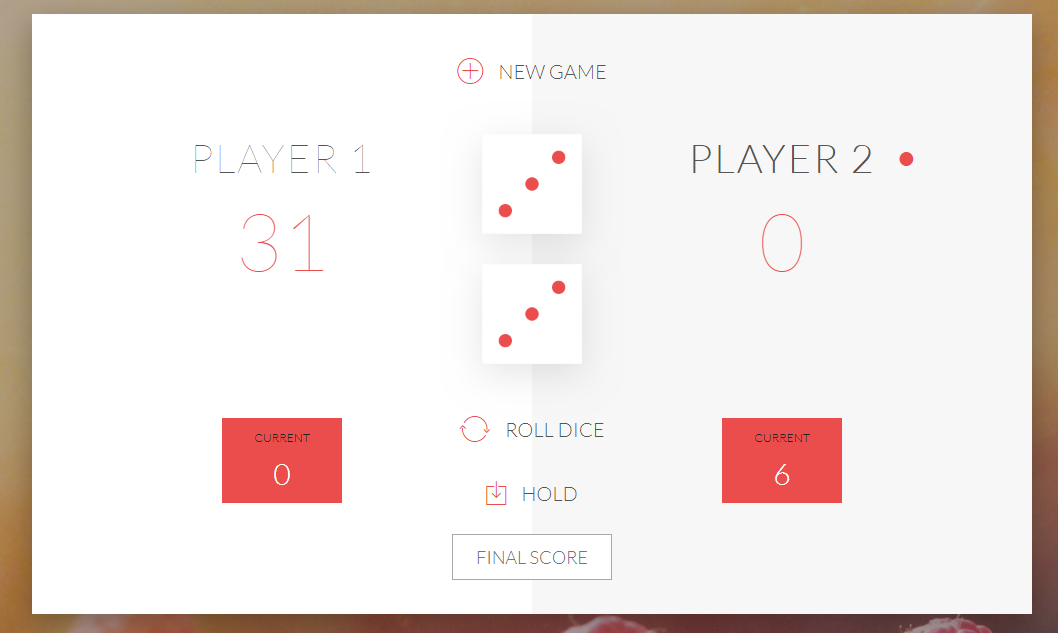 NEW GAME
PLAYER 1
31
PLAYER 2
0
CURRENT
0
CURRENT
6
ROLL DICE
HOLD
FINAL SCORE